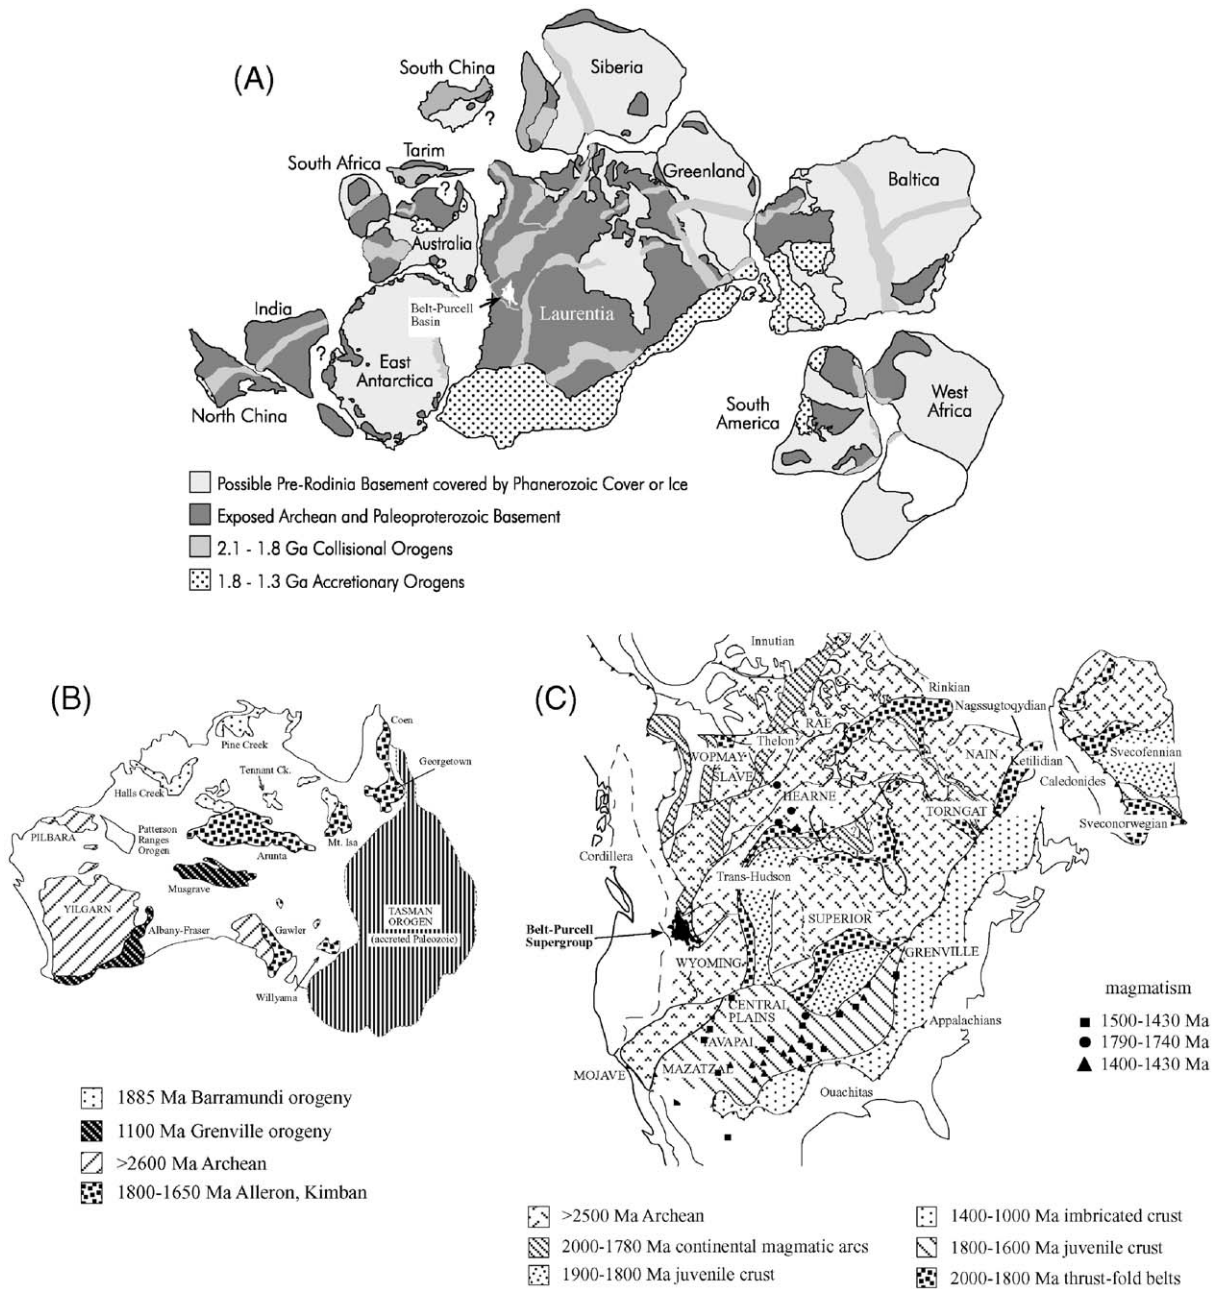 (A)
South China
?
Siberia
South Africa
Tarim
?
Australia
Greenland
Baltica
India
?
Belt-Purcell
Basin
Laurentia
East
Antarctica
North China
South
America
West
Africa
Possible Pre-Rodinia Basement covered by Phanerozoic Cover or Ice
Exposed Archean and Paleoproterozoic Basement
2.1 - 1.8 Ga Collisional Orogens
1.8 - 1.3 Ga Accretionary Orogens
(B)
Coen
Pine Creek
Tennant Ck.
Georgetown
Halls Creek
PILBARA
Patterson
Ranges
Orogen
Arunta
Mt. Isa
Musgrave
YILGARN
Albany-Fraser
Gawler
TASMAN
OROGEN
(accreted Paleozoic)
Willyama
1885 Ma Barramundi orogeny
1100 Ma Grenville orogeny
>2600 Ma Archean
1800-1650 Ma Alleron, Kimban
(C)
Innutian
Rinkian
Nagssugtoqydian
RAE
Thelon
WOPMAY
SLAVE
NAIN
Ketilidian
Svecofennian
HEARNE
Caledonides
TORNGAT
Sveconorwegian
Cordillera
Trans-Hudson
Belt-Purcell
Supergroup
SUPERIOR
WYOMING
GRENVILLE
CENTRAL
PLAINS
YAVAPAI
Appalachians
MOJAVE
MAZATZAL
Ouachitas
magmatism
1500-1430 Ma
1790-1740 Ma
1400-1430 Ma
>2500 Ma Archean
2000-1780 Ma continental magmatic arcs
1900-1800 Ma juvenile crust
1400-1000 Ma imbricated crust
1800-1600 Ma juvenile crust
2000-1800 Ma thrust-fold belts